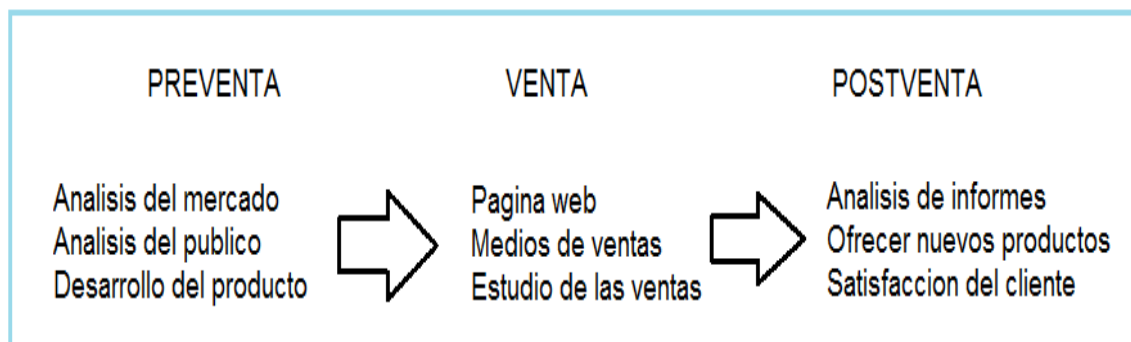 PREVENTA
VENTA
POSTVENTA
Analisis del mercado
Analisis del publico
Desarrollo del producto
Pagina web
Medios de ventas
Estudio de las ventas
Analisis de informes
Ofrecer nuevos productos
Satisfaccion del cliente